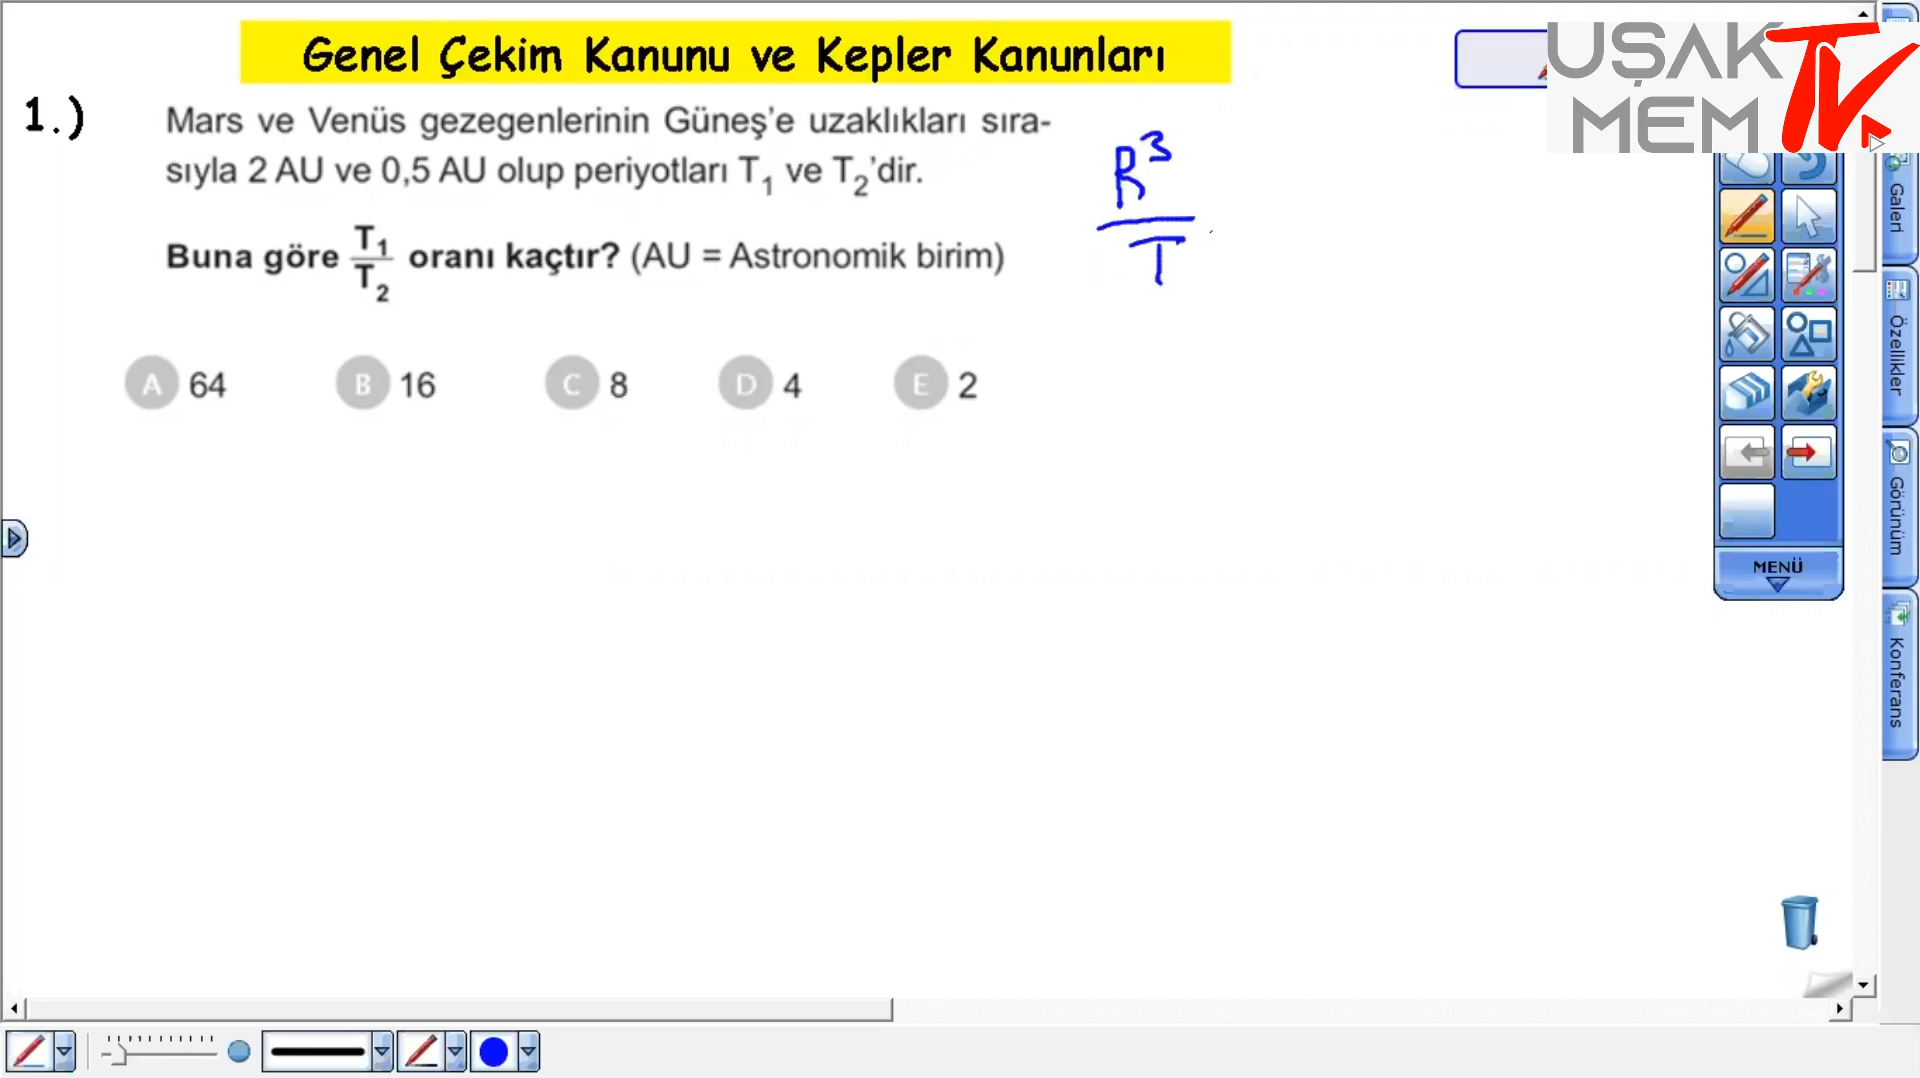 Genel Çekim Kanunu ve Kepler Kanunları
UŞAK TV
MEM
1.) Mars ve Venüs gezegenlerinin Güneş'e uzaklıkları sıra-
sıyla 2 AU ve 0,5 AU olup periyotları T₁ ve T₂'dir.
Buna göre T₁/T₂ oranı kaçtır? (AU = Astronomik birim)
R³
T
A 64 B 16 C 8 D 4 E 2
Galeri
Özellikler
Görünüm
Konferans
MENÜ